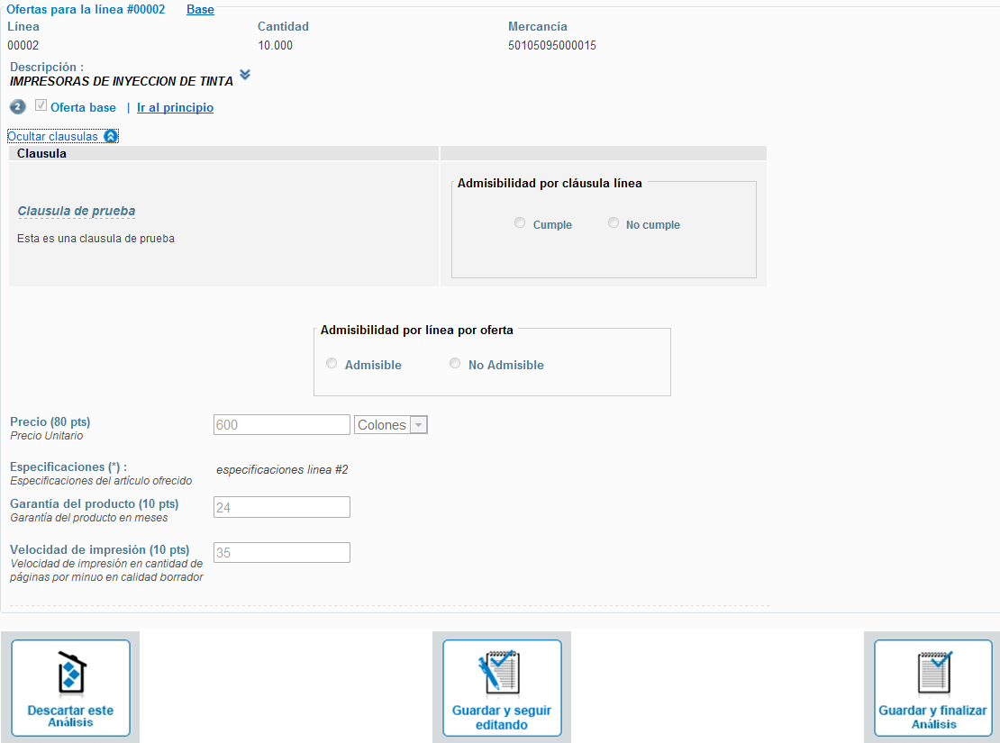 Ofertas para la línea #00002 Base
Línea Cantidad Mercancía
00002 10.000 50105095000015
Descripción :
IMPRESORAS DE INYECCION DE TINTA
2 Oferta base | Ir al principio
Ocultar clausulas
Clausula
Admisibilidad por cláusula línea
Clausula de prueba
Cumple No cumple
Esta es una clausula de prueba
Admisibilidad por línea por oferta
Admisible No Admisible
Precio (80 pts) 600 Colones
Precio Unitario
Especificaciones (*) : especificaciones linea #2
Especificaciones del artículo ofrecido
Garantía del producto (10 pts) 24
Garantía del producto en meses
Velocidad de impresión (10 pts) 35
Velocidad de impresión en cantidad de
páginas por minuo en calidad borrador
Descartar este
Análisis
Guardar y seguir
editando
Guardar y finalizar
Análisis